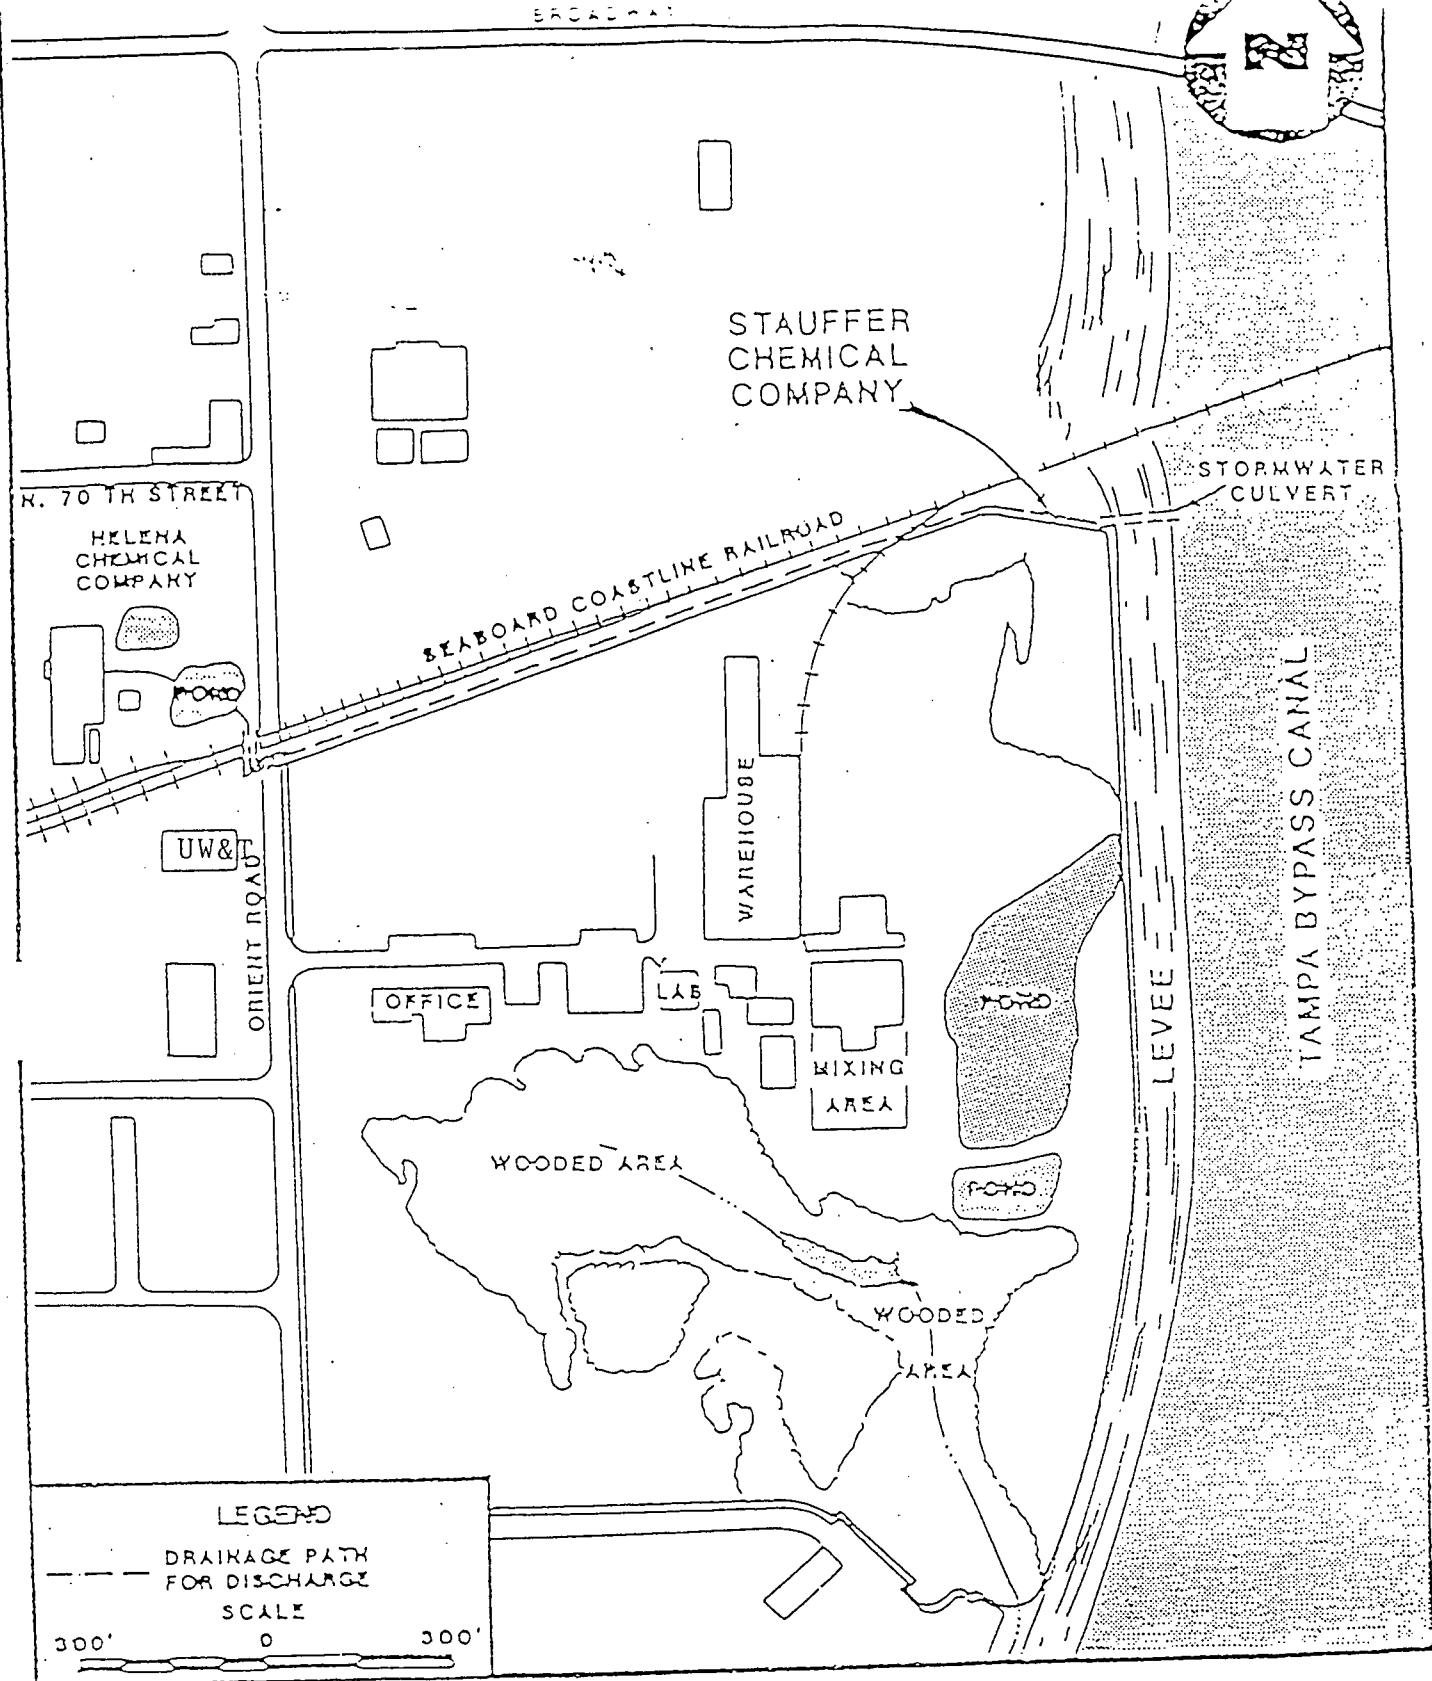 BROADWAY
N
STAUFFER
CHEMICAL
COMPANY
STORMWATER
CULVERT
N. 70 TH STREET
HELENA
CHEMICAL
COMPANY
SEABOARD COASTLINE RAILROAD
POND
UW&T
ORIENT ROAD
WAREHOUSE
TAMPA BYPASS CANAL
LEVEE
OFFICE
LAB
POND
MIXING
AREA
WOODED AREA
POND
WOODED
AREA
LEGEND
DRAINAGE PATH
FOR DISCHARGE
SCALE
300' 0 300'